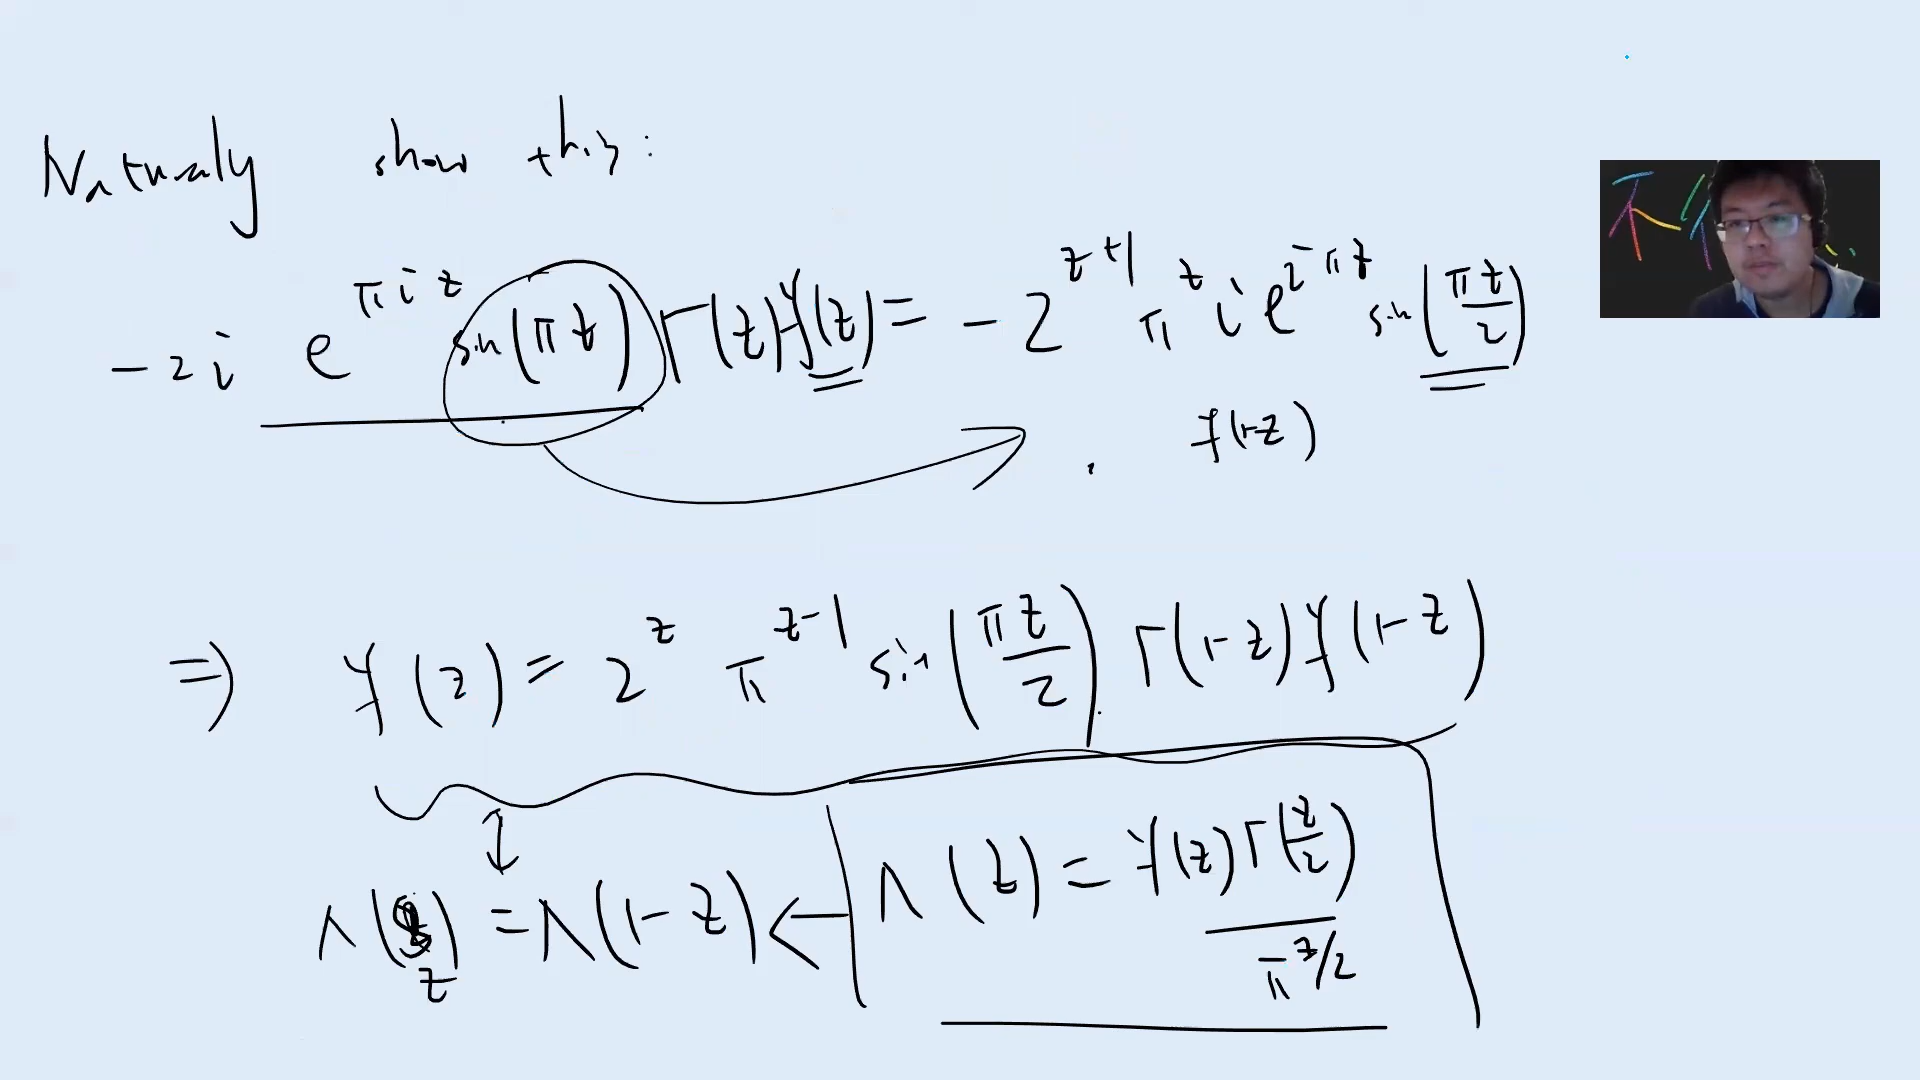 Naturaly show this:
-2i e^{πiz} sin(πz) Γ(z) ζ(z) = -2^{z+1} π^z i e^{iπz} sin(πz/2)
ζ(1-z)
=> ζ(z) = 2^z π^{z-1} sin(πz/2) Γ(1-z) ζ(1-z)
↕
Λ(z) = Λ(1-z) ← Λ(z) = ζ(z) Γ(z/2) / π^{z/2}
不